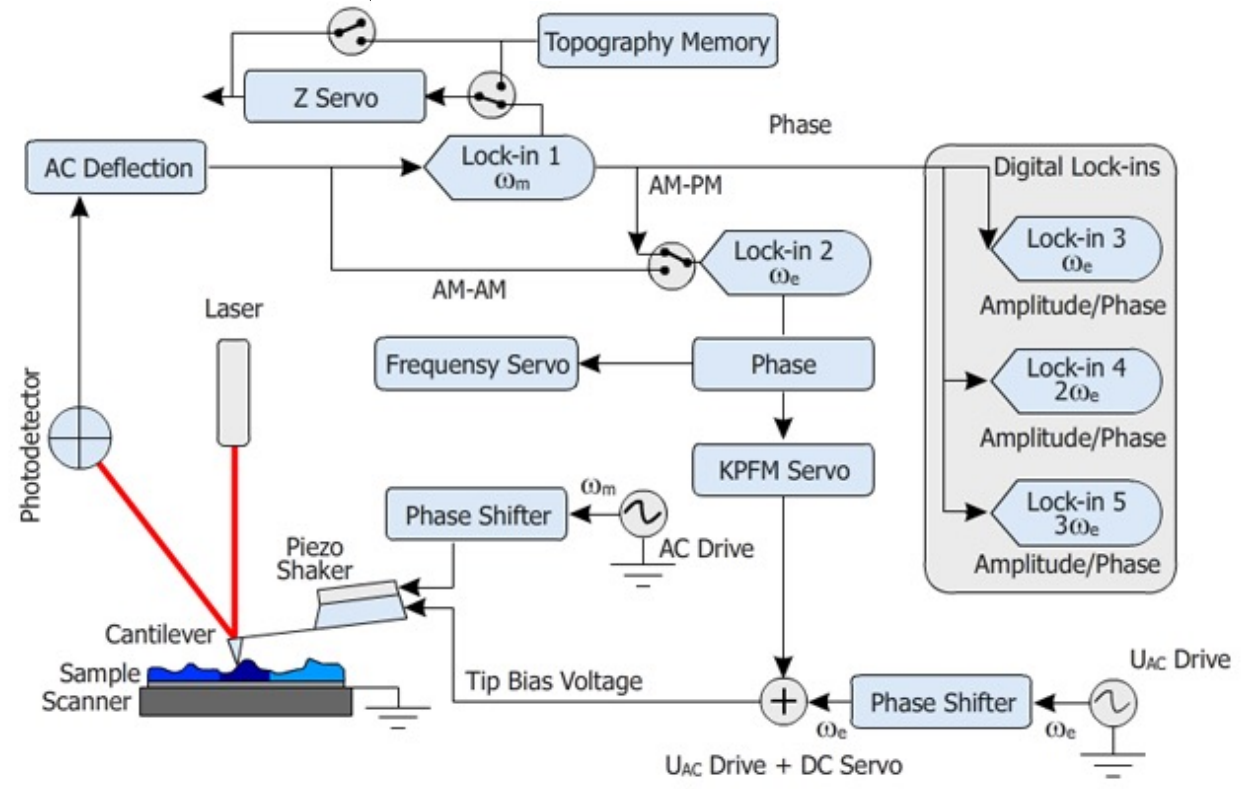 Topography Memory
Z Servo
Phase
AC Deflection
Lock-in 1
ωm
Digital Lock-ins
AM-PM
Lock-in 2
ωe
Lock-in 3
ωe
AM-AM
Amplitude/Phase
Laser
Frequensy Servo
Phase
Lock-in 4
2ωe
Photodetector
Amplitude/Phase
KPFM Servo
Phase Shifter
ωm
Lock-in 5
3ωe
AC Drive
Piezo
Shaker
Amplitude/Phase
Cantilever
Sample
Scanner
Tip Bias Voltage
+
ωe
Phase Shifter
ωe
UAC Drive
UAC Drive + DC Servo